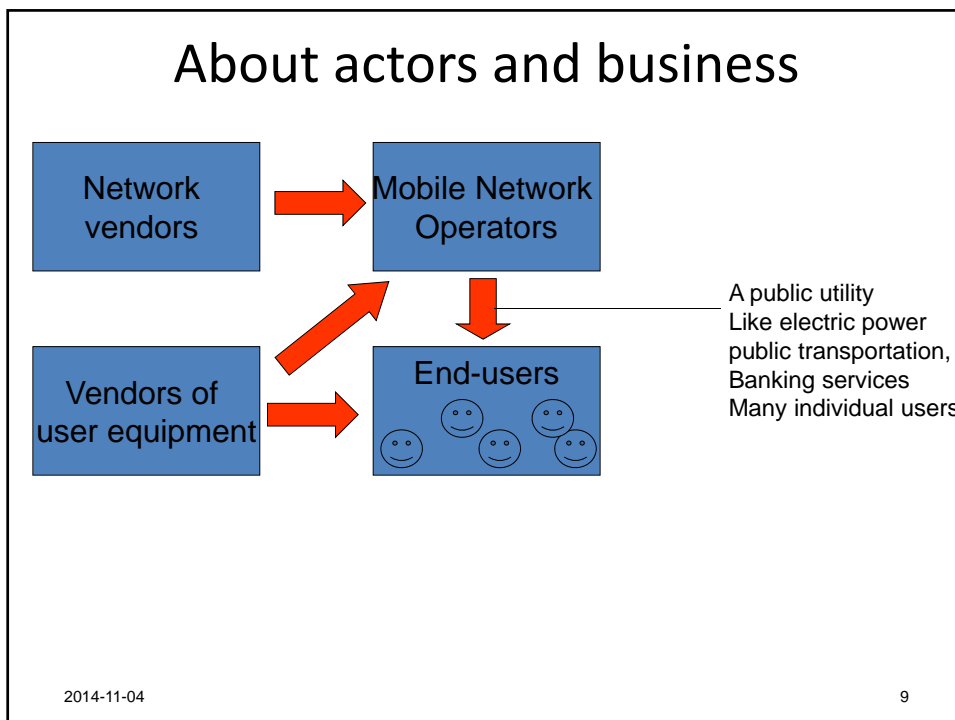 About actors and business
Network
vendors
Mobile Network
Operators
A public utility
Like electric power
public transportation,
Banking services
Many individual users
Vendors of
user equipment
End-users
2014-11-04
9